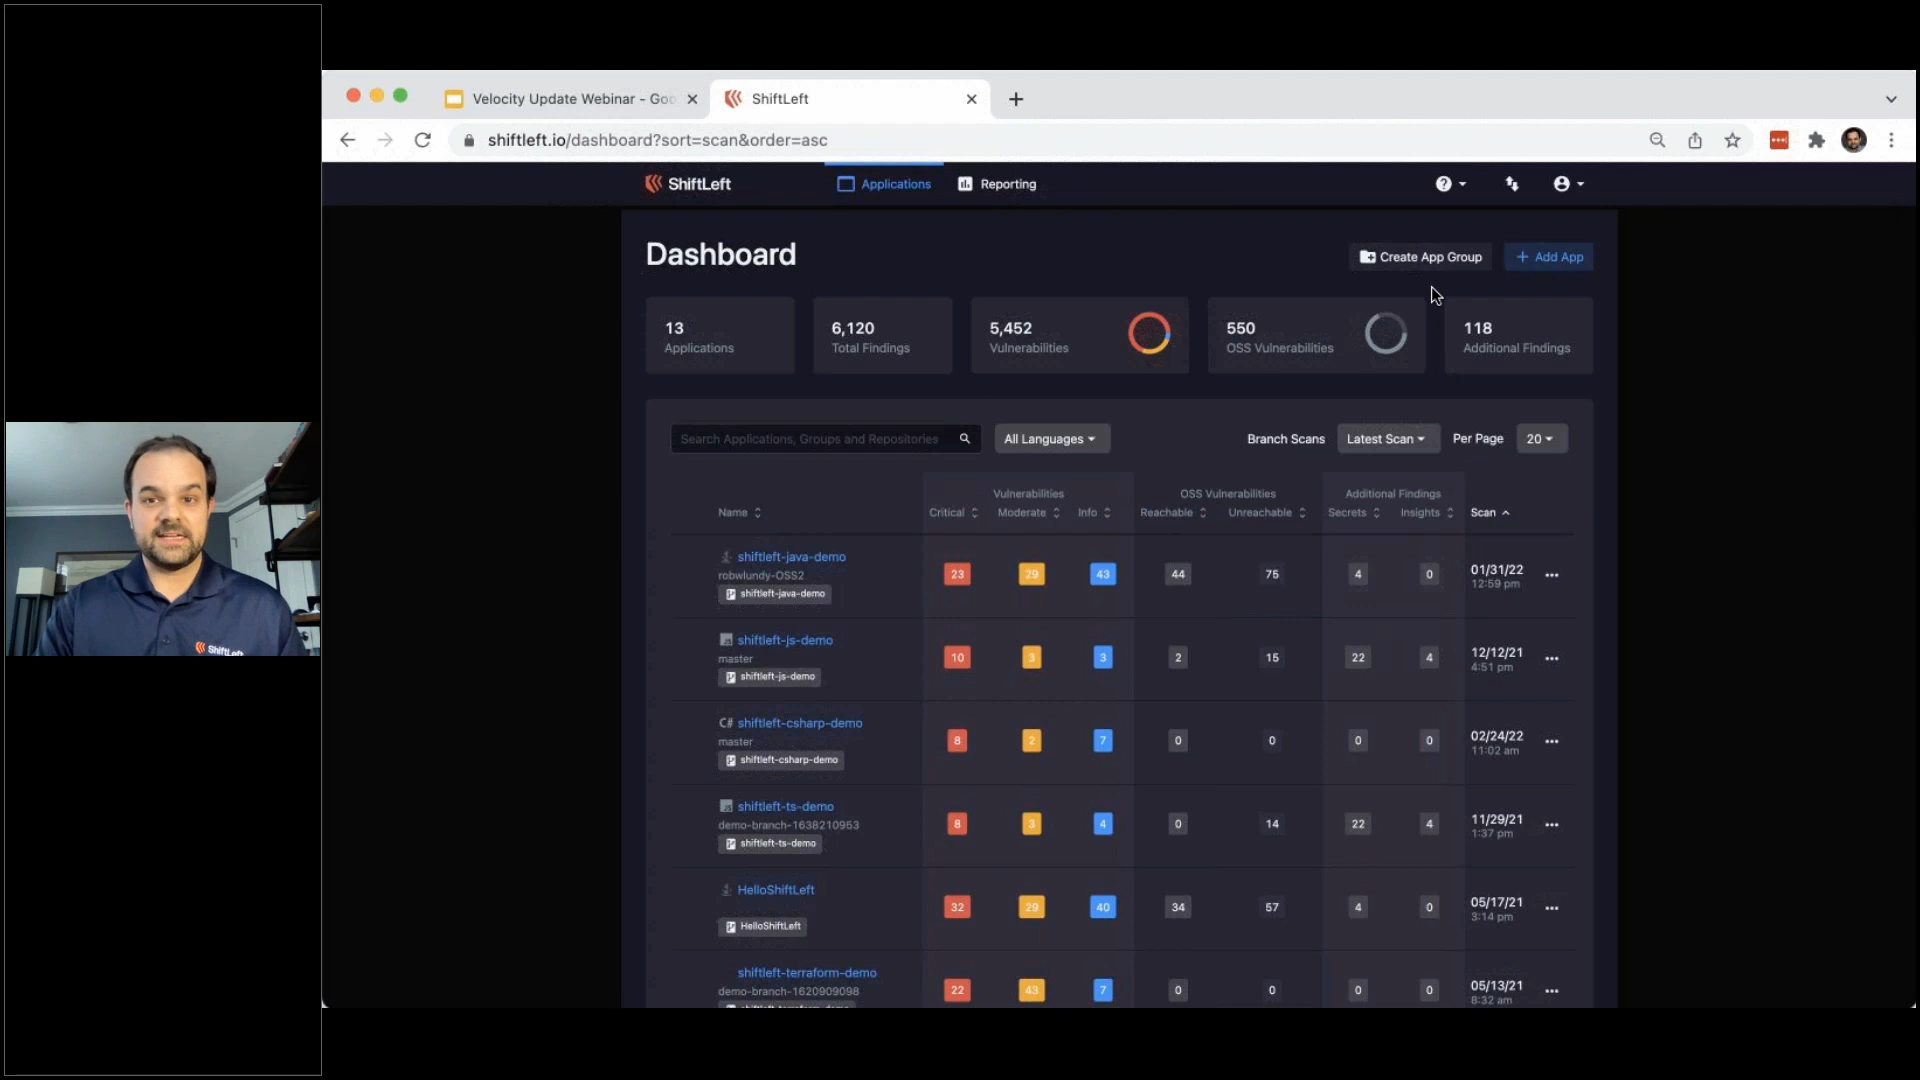 Velocity Update Webinar - Goo
ShiftLeft
shiftleft.io/dashboard?sort=scan&order=asc
ShiftLeft
Applications
Reporting
Dashboard
Create App Group
+ Add App
13
Applications
6,120
Total Findings
5,452
Vulnerabilities
550
OSS Vulnerabilities
118
Additional Findings
Search Applications, Groups and Repositories
All Languages
Branch Scans
Latest Scan
Per Page
20
Vulnerabilities
OSS Vulnerabilities
Additional Findings
Name
Critical
Moderate
Info
Reachable
Unreachable
Secrets
Insights
Scan
shiftleft-java-demo
robwlundy-OSS2
shiftleft-java-demo
23 29 43 44 75 4 0
01/31/22
12:59 pm
shiftleft-js-demo
master
shiftleft-js-demo
10 3 3 2 15 22 4
12/12/21
4:51 pm
C# shiftleft-csharp-demo
master
shiftleft-csharp-demo
8 2 7 0 0 0 0
02/24/22
11:02 am
shiftleft-ts-demo
demo-branch-1638210953
shiftleft-ts-demo
8 3 4 0 14 22 4
11/29/21
1:37 pm
HelloShiftLeft
HelloShiftLeft
32 29 40 34 57 4 0
05/17/21
3:14 pm
shiftleft-terraform-demo
demo-branch-1620909098
22 43 7 0 0 0 0
05/13/21
8:32 am
ShiftLeft